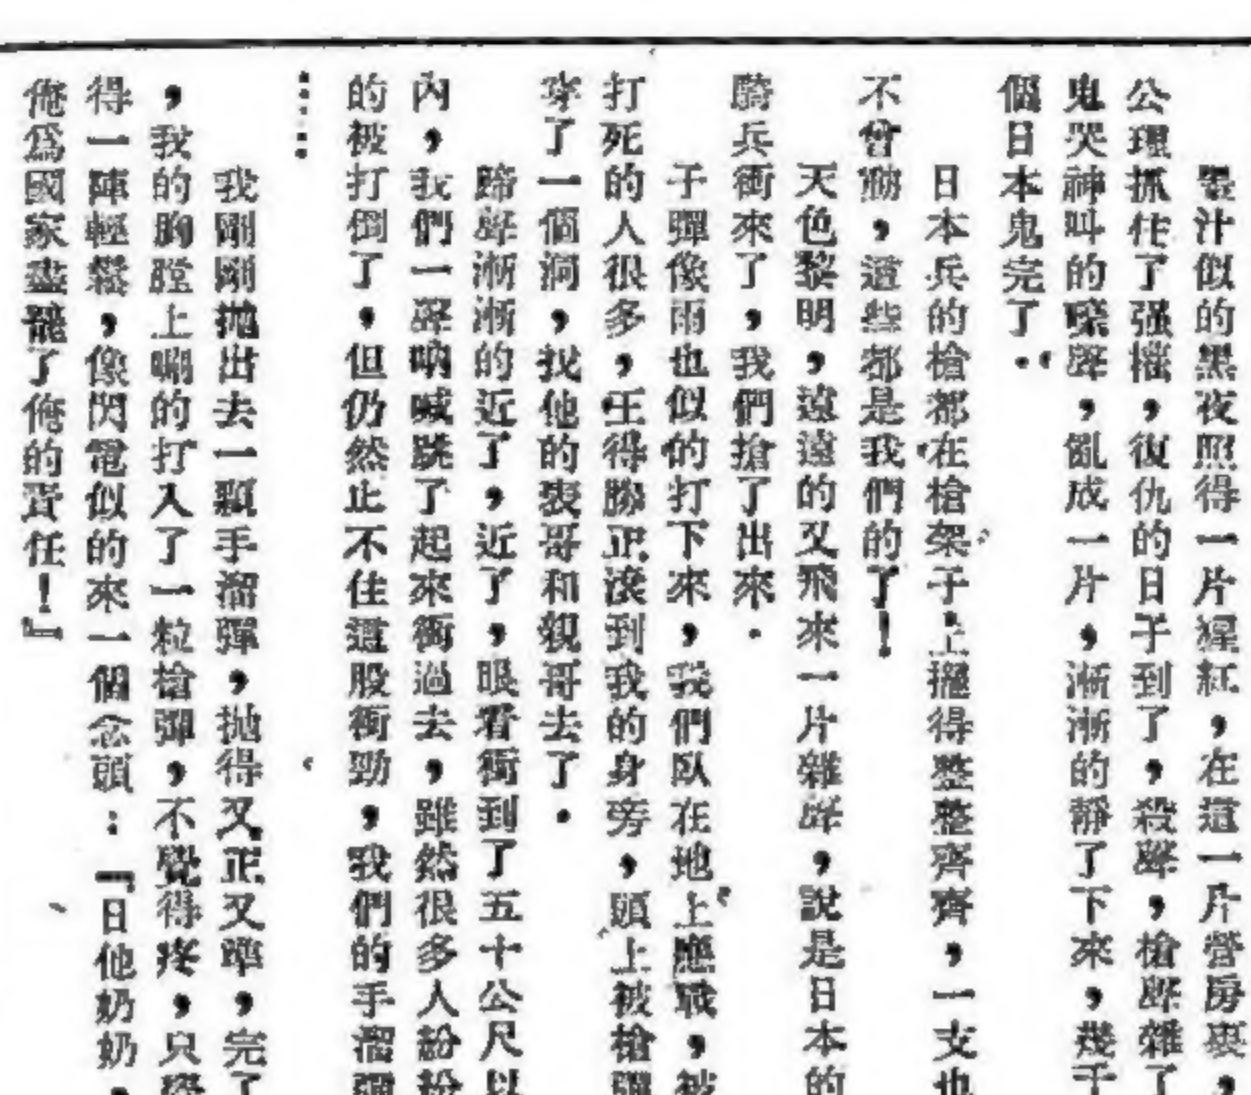 墨汁似的黑夜照得一片猩紅，在這一片營房裏，
公理抓住了强權，復仇的日子到了，殺聲，槍聲雜了
鬼哭神叫的喊聲，亂成一片，漸漸的靜了下來，幾千
個日本鬼完了．
日本兵的槍都在槍架子上擺得整整齊齊，一支也
不曾動，這些都是我們的了！
天色黎明，遠遠的又飛來一片雜聲，說是日本的
騎兵衝來了，我們搶了出來．
子彈像雨也似的打下來，我們臥在地上應戰，被
打死的人很多，王得勝正滾到我的身旁，頭上被槍彈
穿了一個洞，找他的表哥和親哥去了．
蹄聲漸漸的近了，近了，眼看衝到了五十公尺以
內，我們一聲吶喊跳了起來衝過去，雖然很多人紛紛
的被打倒了，但仍然止不住這股衝勁，我們的手溜彈
……
我剛剛拋出去一顆手溜彈，拋得又正又準，完了
，我的胸膛上唰的打入了一粒槍彈，不覺得疼，只覺
得一陣輕鬆，像閃電似的來一個念頭：『日他奶奶，
俺爲國家盡罷了俺的責任！』